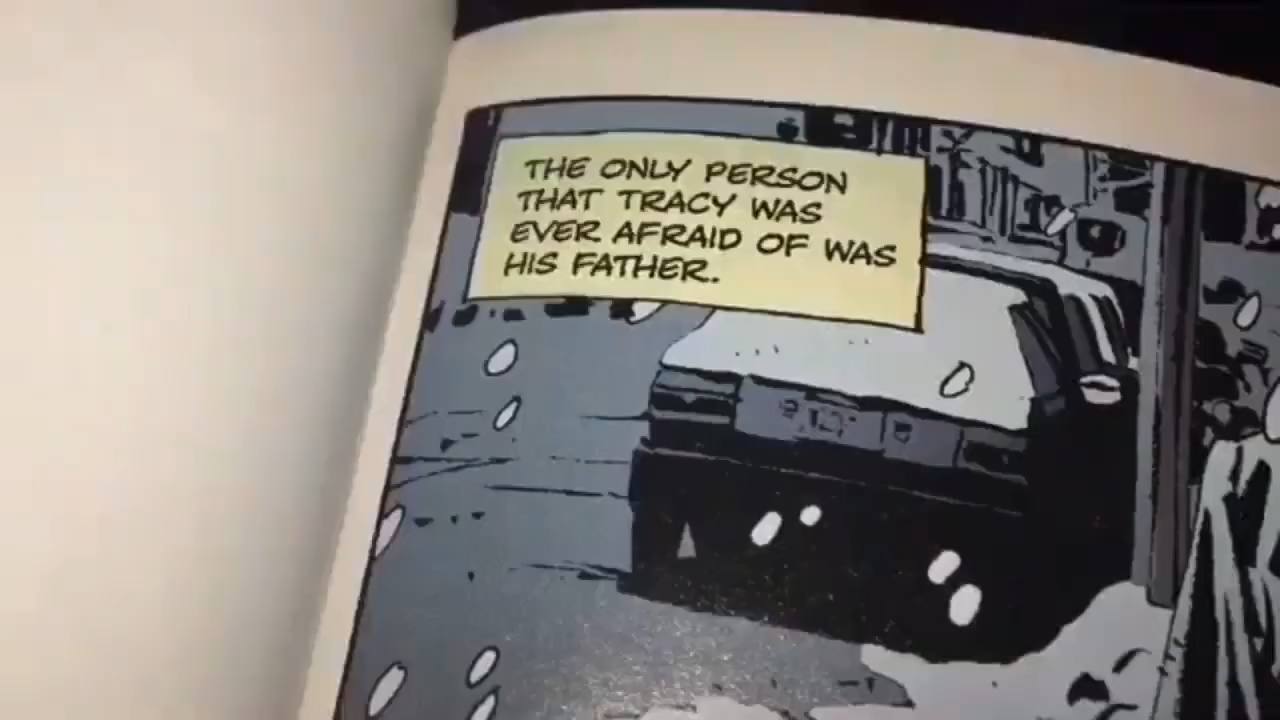 THE ONLY PERSON
THAT TRACY WAS
EVER AFRAID OF WAS
HIS FATHER.